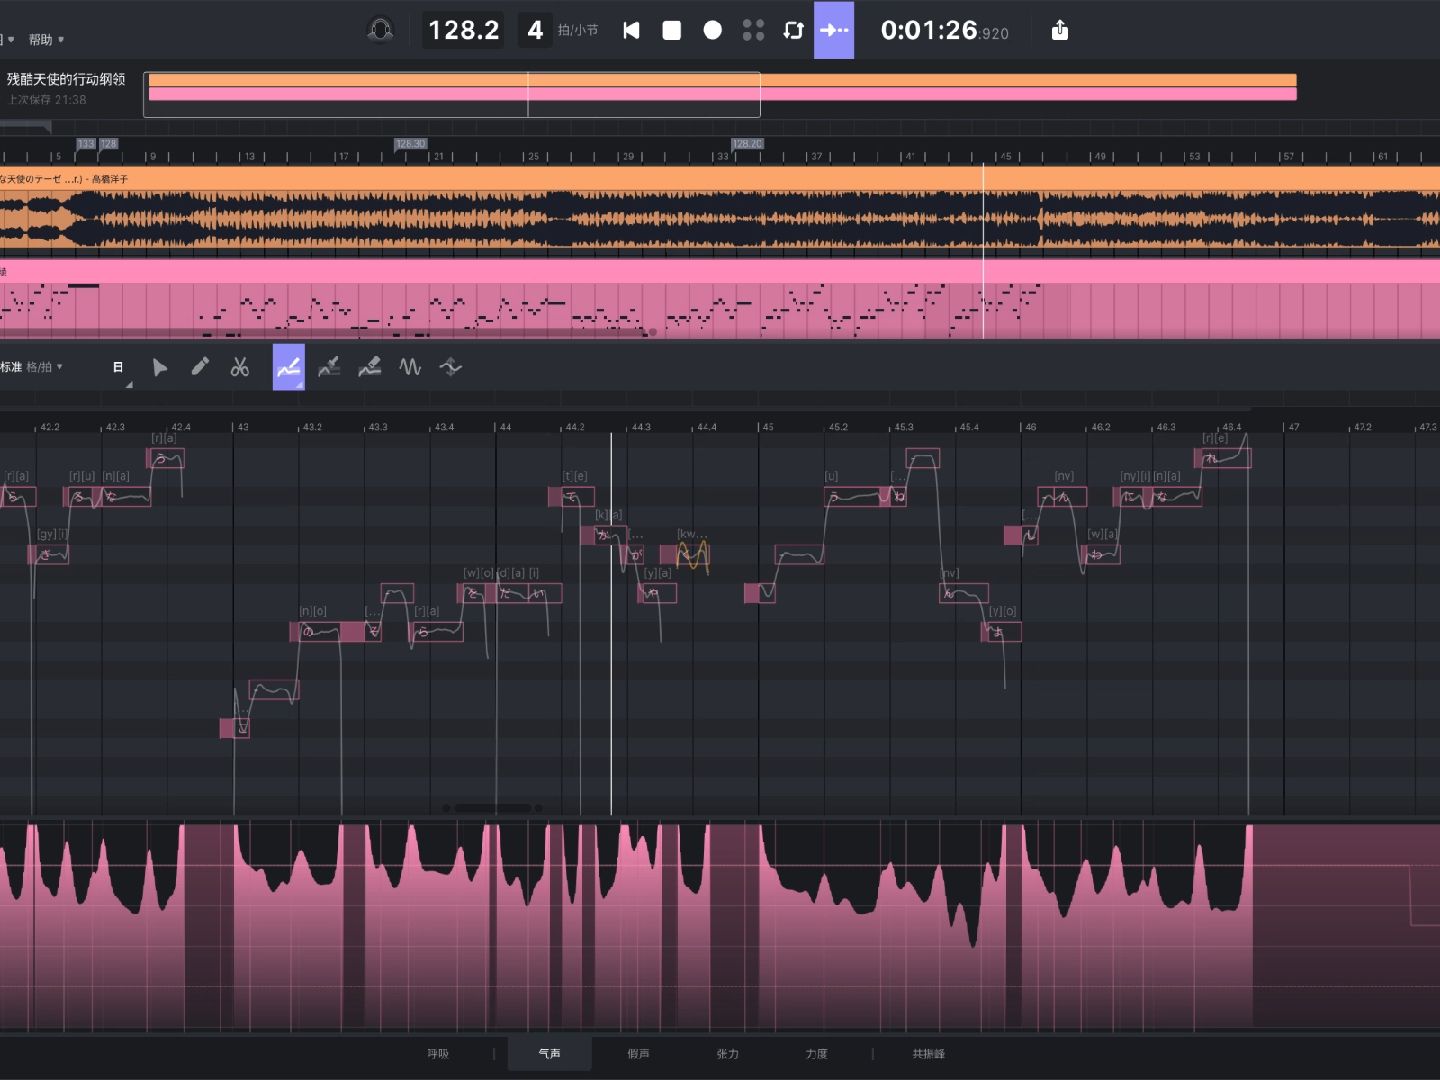 帮助
128.2
4 拍/小节
0:01:26:920
残酷天使的行动纲领
上次保存 21:38
133 128 128.30 128.20
5 9 13 17 21 25 29 33 37 41 45 49 53 57 61
な天使のテーゼ ...r.) - 高橋洋子
标准 格/拍
42.2 42.3 42.4 43 43.2 43.3 43.4 44 44.2 44.3 44.4 45 45.2 45.3 45.4 46 46.2 46.3 46.4 47 47.2 47.3
[r][a]
う
[r][a] [r][u] [n][a] [t][e] [u] [... [nv] [ny][i] [n][a] [r][e]
ら る な て う ね ん に な れ
[gy][i] [k][a] [... [kw... [... [w][a]
ぎ か が わ
[w][o] [d][a] [i] [y][a] [nv]
を だ い や ん
[n][o] [... [r][a] [y][o]
の そ ら よ
呼吸 气声 假声 张力 力度 共振峰